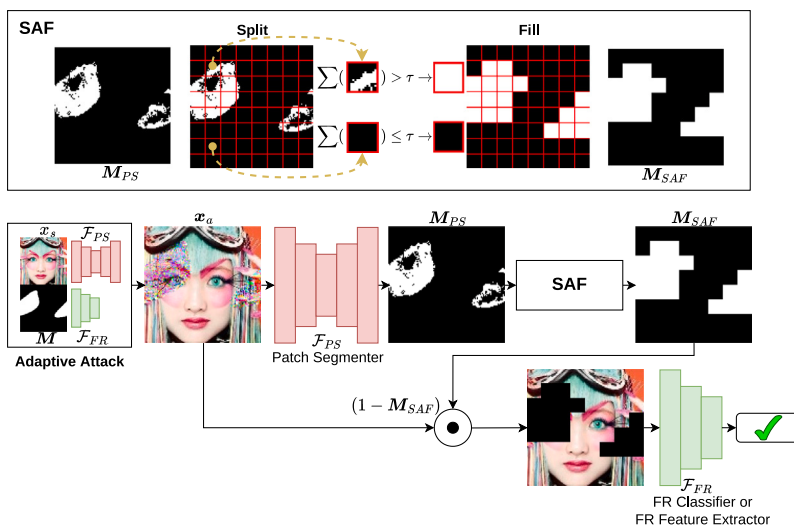 SAF
Split
Fill
∑( ) > τ →
∑( ) ≤ τ →
M_PS
M_SAF
x_s
F_PS
M
F_FR
Adaptive Attack
x_a
F_PS
Patch Segmenter
M_PS
SAF
M_SAF
(1 − M_SAF)
F_FR
FR Classifier or
FR Feature Extractor